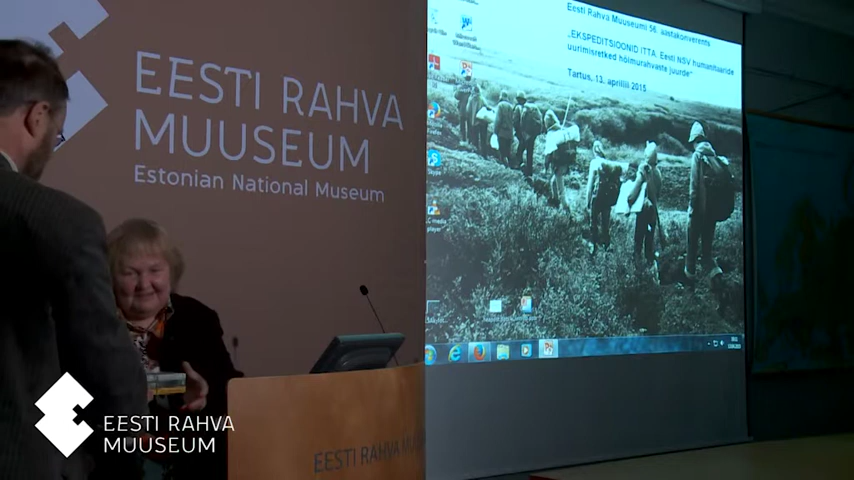 EESTI RAHVA
MUUSEUM
Estonian National Museum
Eesti Rahva Muuseumi 56. aastakonverents
„EKSPEDITSIOONID ITTA. Eesti NSV humanitaaride
uurimisretked hõimurahvaste juurde"
Tartus, 13. aprillil 2015
EESTI RAHVA MUUSEUM
EESTI RAHVA
MUUSEUM